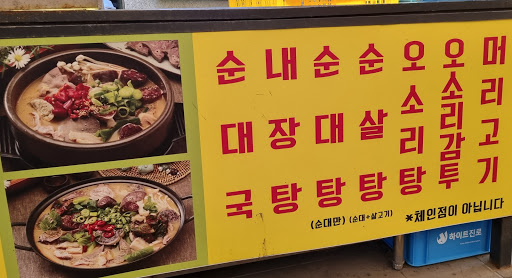 순대국
내장탕
순대탕
(순대만)
순살탕
(순대+살고기)
오소리탕
오소리감투
머리고기
*체인점이 아닙니다
하이트진로